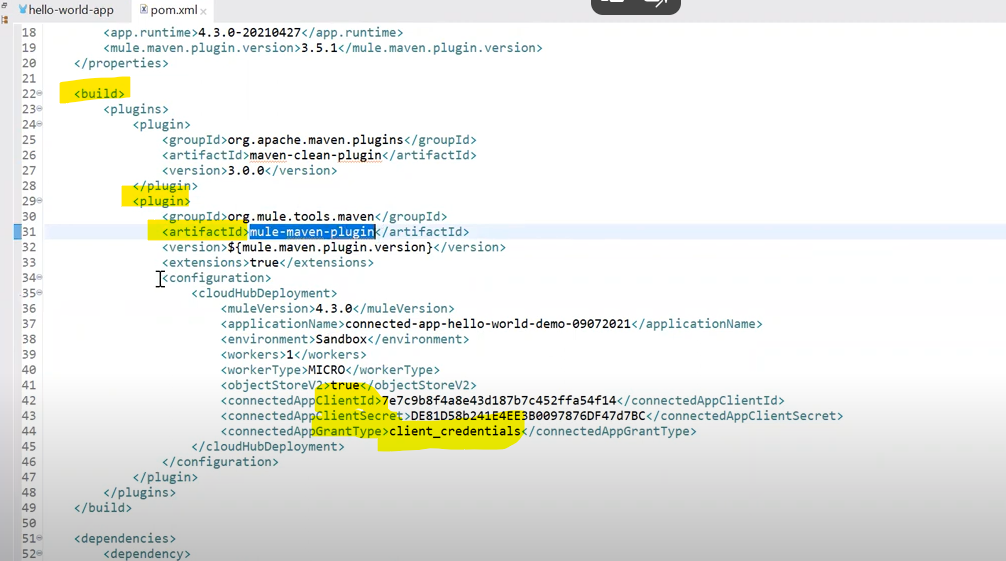 hello-world-app pom.xml
18 <app.runtime>4.3.0-20210427</app.runtime>
19 <mule.maven.plugin.version>3.5.1</mule.maven.plugin.version>
20 </properties>
21
22 <build>
23 <plugins>
24 <plugin>
25 <groupId>org.apache.maven.plugins</groupId>
26 <artifactId>maven-clean-plugin</artifactId>
27 <version>3.0.0</version>
28 </plugin>
29 <plugin>
30 <groupId>org.mule.tools.maven</groupId>
31 <artifactId>mule-maven-plugin</artifactId>
32 <version>${mule.maven.plugin.version}</version>
33 <extensions>true</extensions>
34 <configuration>
35 <cloudHubDeployment>
36 <muleVersion>4.3.0</muleVersion>
37 <applicationName>connected-app-hello-world-demo-09072021</applicationName>
38 <environment>Sandbox</environment>
39 <workers>1</workers>
40 <workerType>MICRO</workerType>
41 <objectStoreV2>true</objectStoreV2>
42 <connectedAppClientId>7e7c9b8f4a8e43d187b7c452ffa54f14</connectedAppClientId>
43 <connectedAppClientSecret>DE81D58b241E4EE3B0097876DF47d7BC</connectedAppClientSecret>
44 <connectedAppGrantType>client_credentials</connectedAppGrantType>
45 </cloudHubDeployment>
46 </configuration>
47 </plugin>
48 </plugins>
49 </build>
50
51 <dependencies>
52 <dependency>